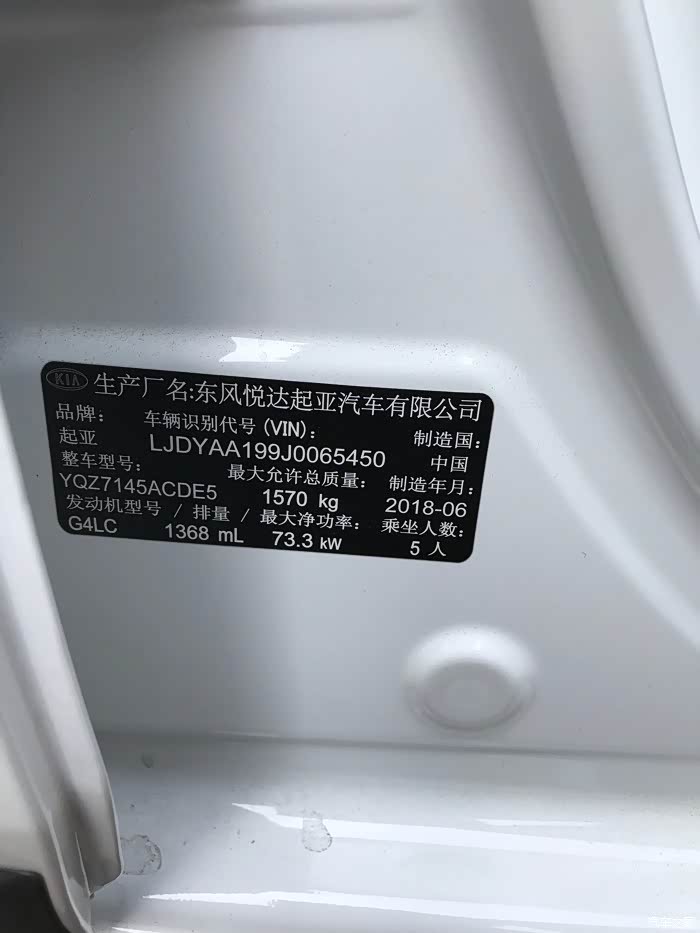 KIA 生产厂名:东风悦达起亚汽车有限公司
品牌: 车辆识别代号(VIN): 制造国:
起亚 LJDYAA199J0065450 中国
整车型号: 最大允许总质量: 制造年月:
YQZ7145ACDE5 1570 kg 2018-06
发动机型号 / 排量 / 最大净功率: 乘坐人数:
G4LC 1368 mL 73.3 kW 5 人
汽车之家